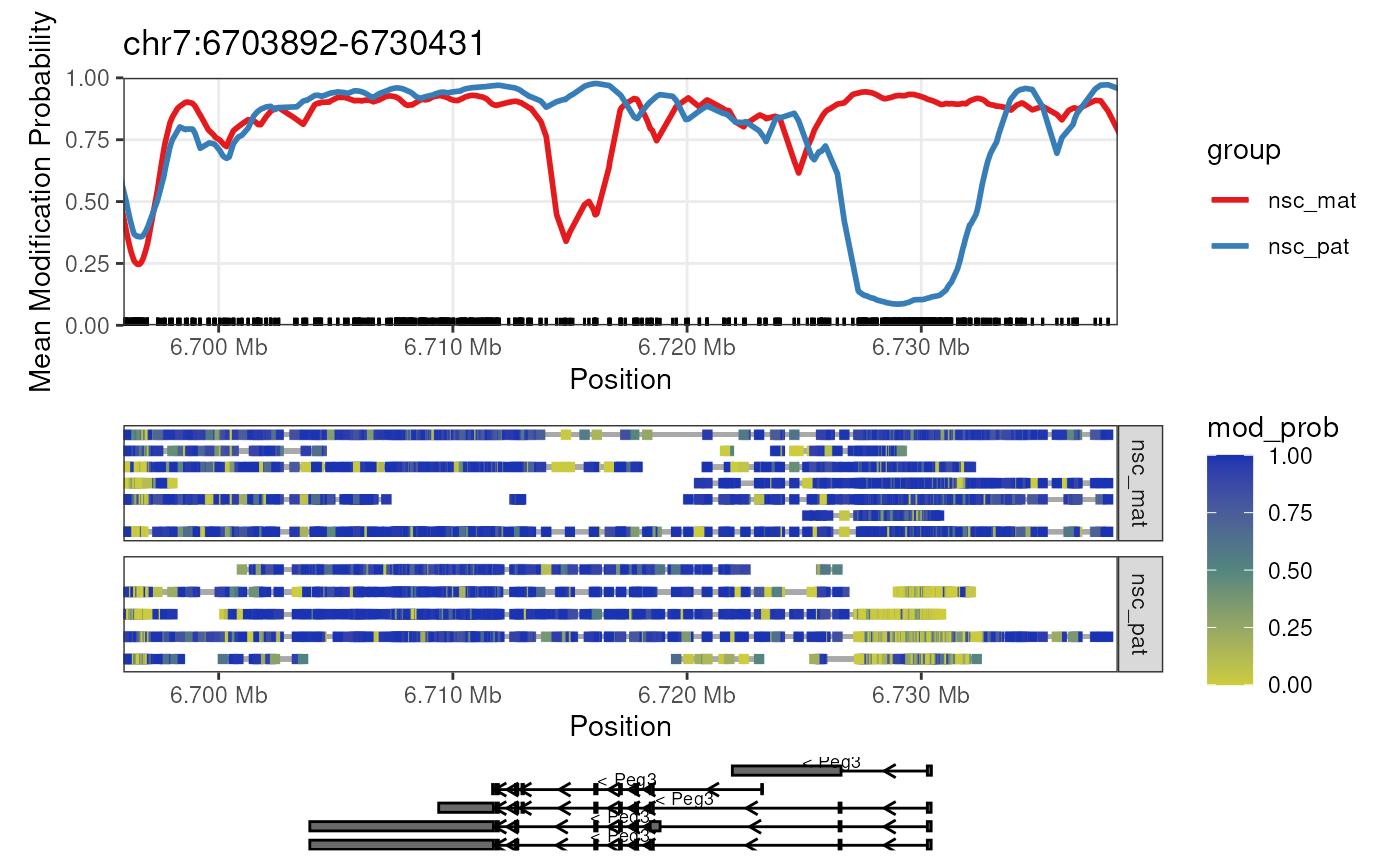 chr7:6703892-6730431
Mean Modification Probability
1.00
0.75
0.50
0.25
0.00
6.700 Mb 6.710 Mb 6.720 Mb 6.730 Mb
Position
group
nsc_mat
nsc_pat
nsc_mat
nsc_pat
6.700 Mb 6.710 Mb 6.720 Mb 6.730 Mb
Position
mod_prob
1.00
0.75
0.50
0.25
0.00
< Peg3
< Peg3
< Peg3
< Peg3
< Peg3